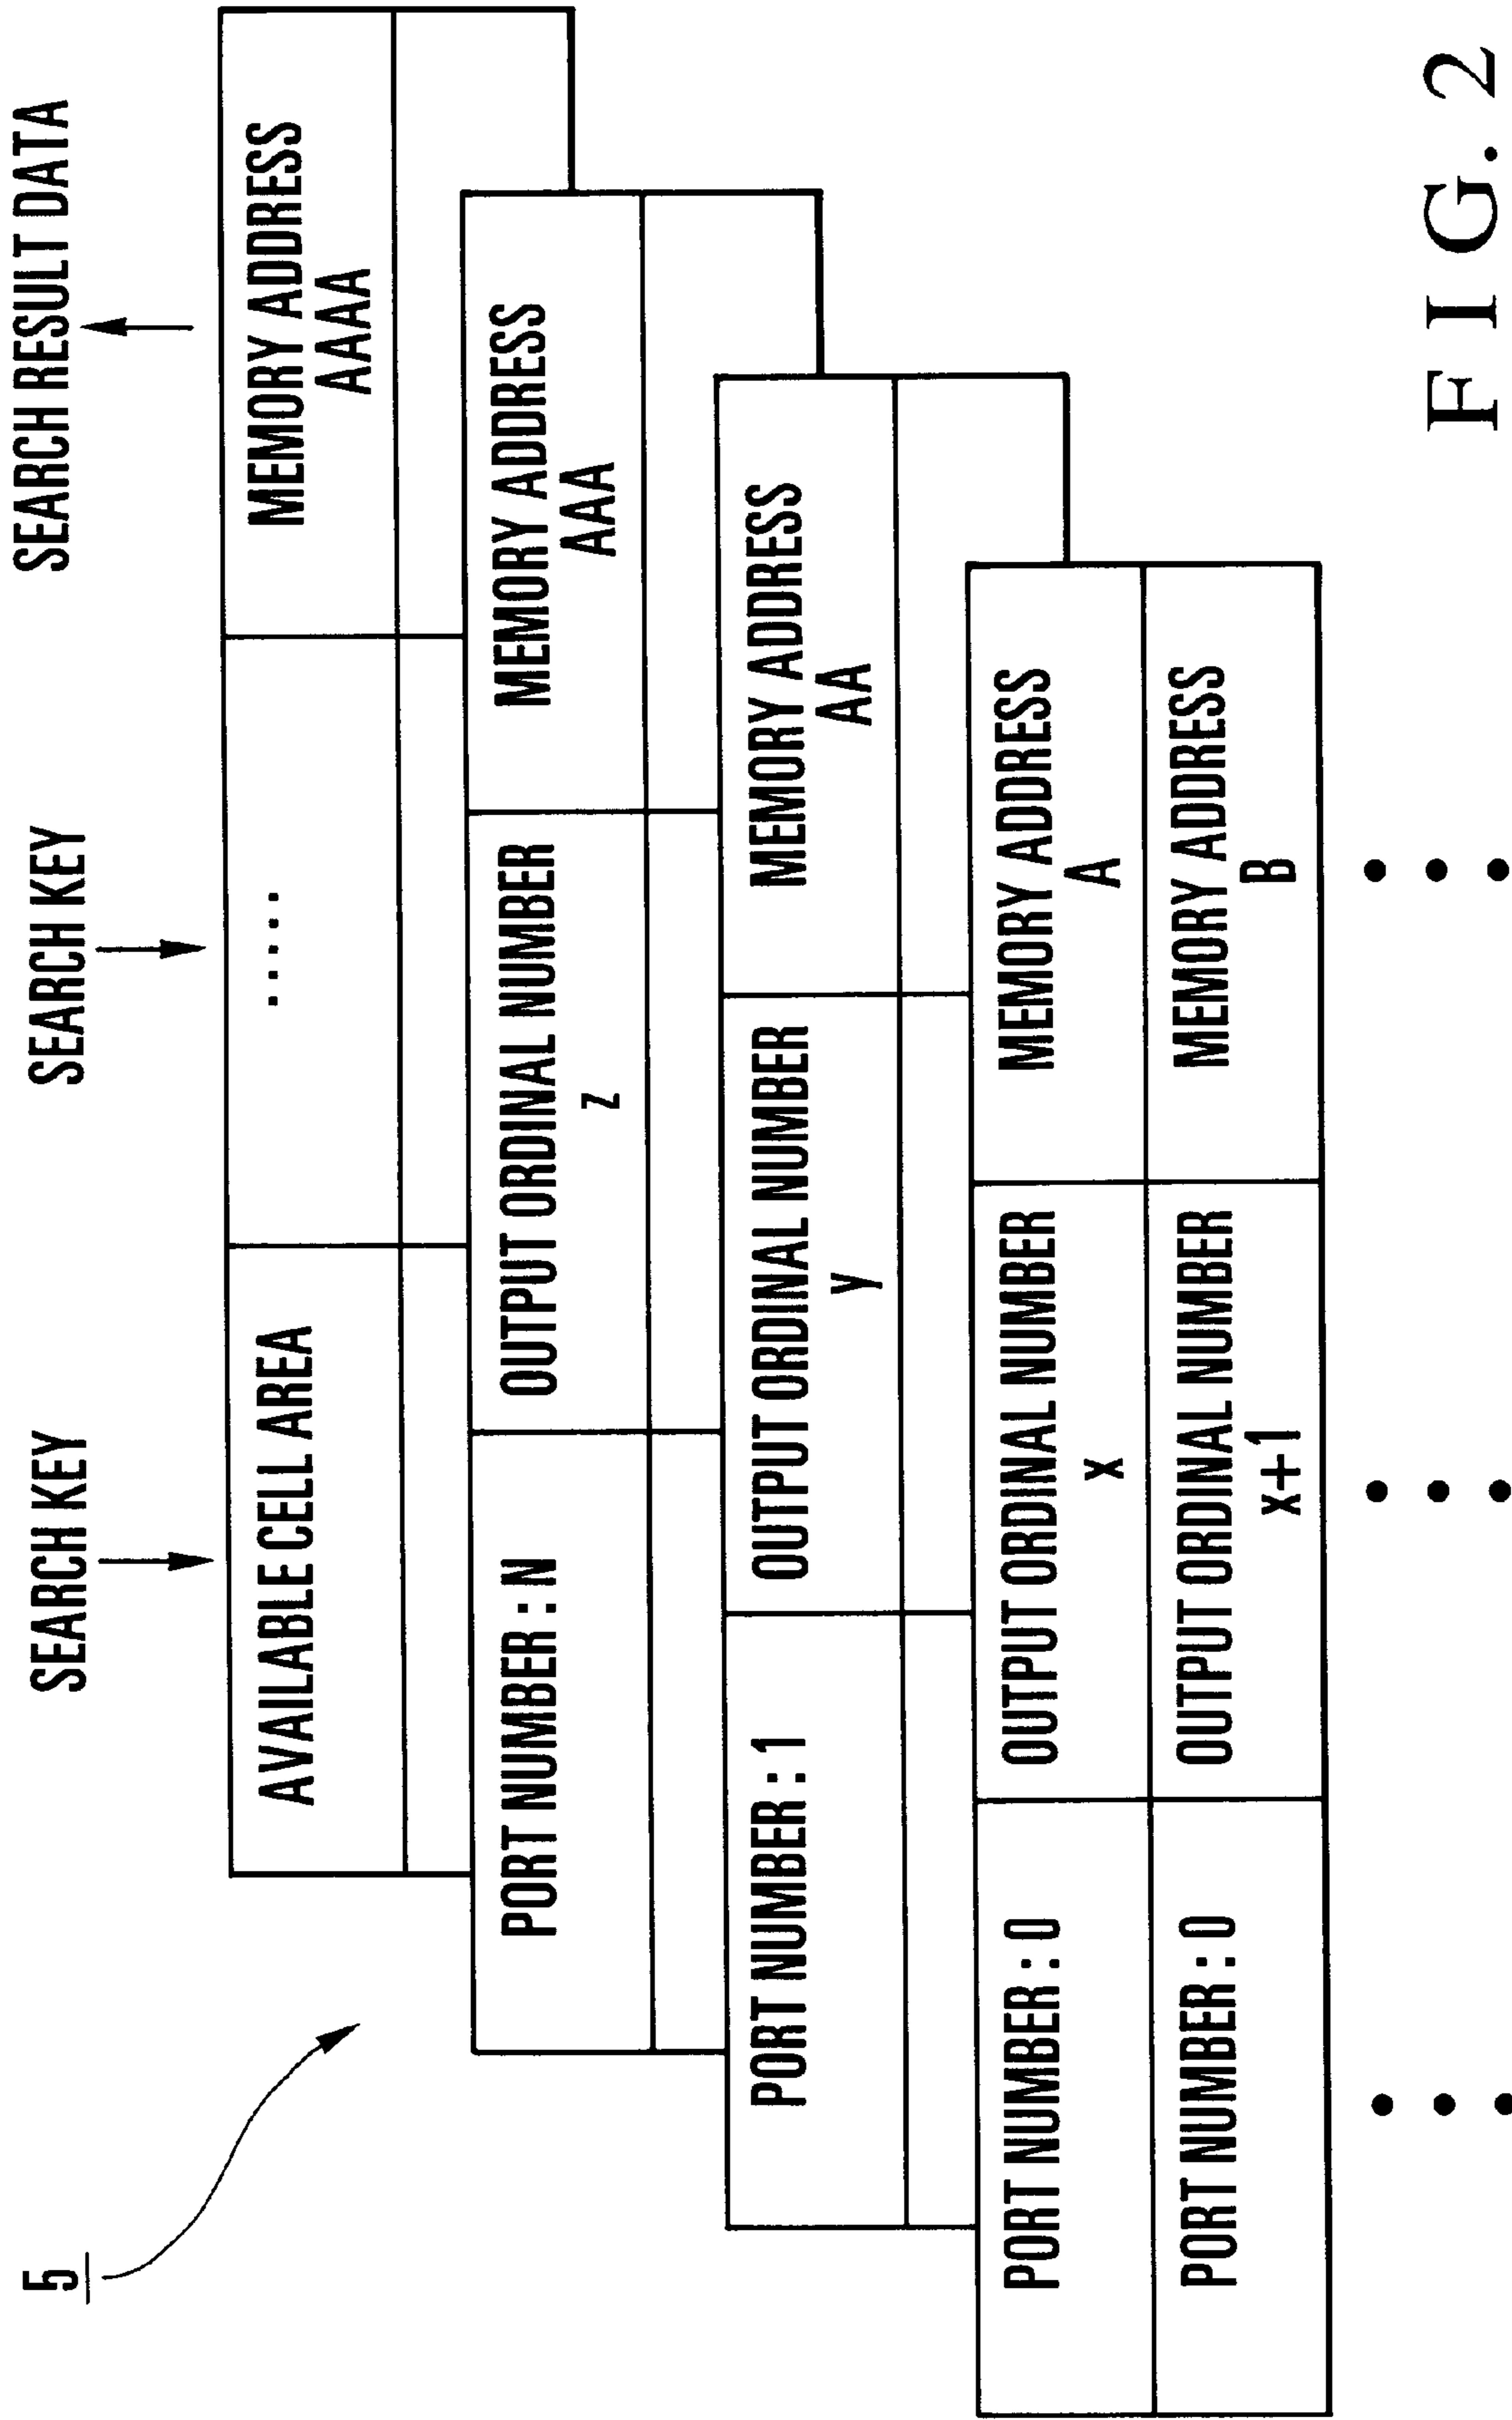 5
SEARCH KEY
SEARCH KEY
SEARCH RESULT DATA
AVAILABLE CELL AREA
.....
MEMORY ADDRESS
AAAA
PORT NUMBER : N
OUTPUT ORDINAL NUMBER
z
MEMORY ADDRESS
AAA
PORT NUMBER : 1
OUTPUT ORDINAL NUMBER
y
MEMORY ADDRESS
AA
PORT NUMBER : 0
OUTPUT ORDINAL NUMBER
x
MEMORY ADDRESS
A
PORT NUMBER : 0
OUTPUT ORDINAL NUMBER
x+1
MEMORY ADDRESS
B
FIG. 2